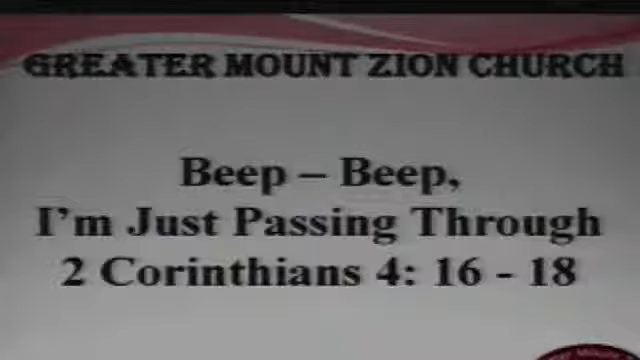 GREATER MOUNT ZION CHURCH
Beep – Beep,
I'm Just Passing Through
2 Corinthians 4: 16 - 18